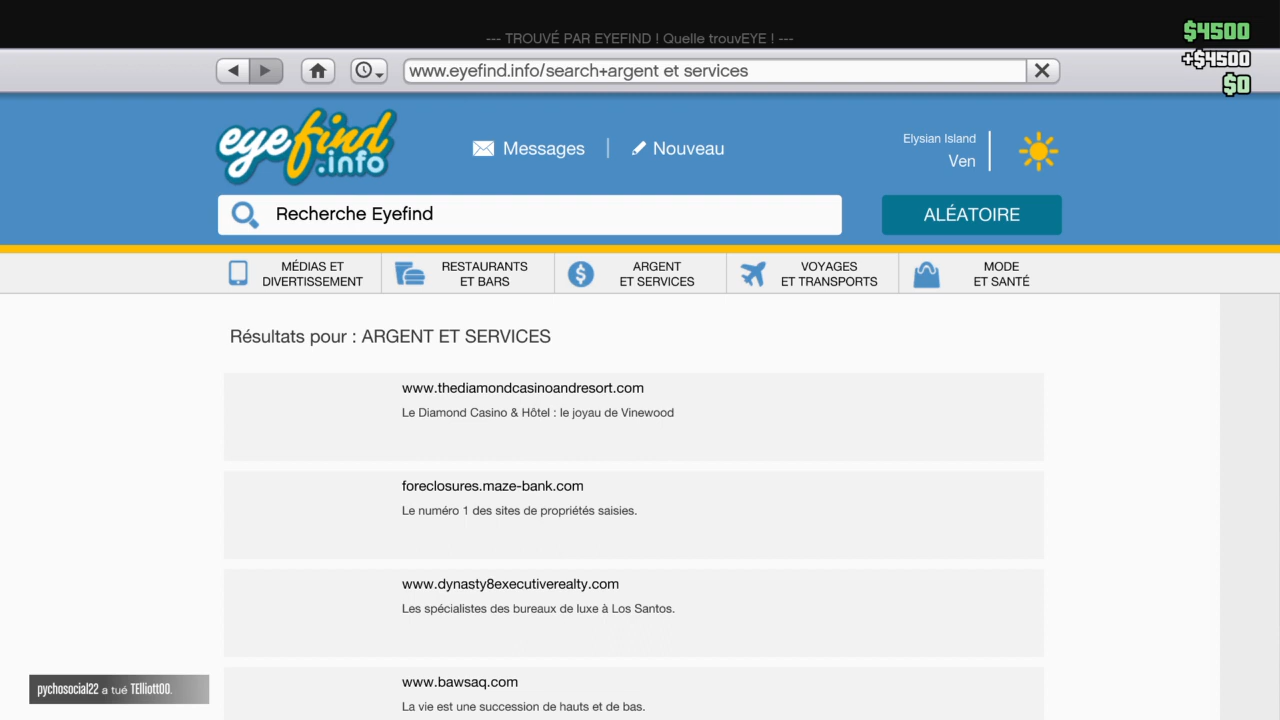 --- TROUVÉ PAR EYEFIND ! Quelle trouvEYE ! ---
$4500
+$4500
$0
www.eyefind.info/search+argent et services
eyefind
.info
Messages
Nouveau
Elysian Island
Ven
Recherche Eyefind
ALÉATOIRE
MÉDIAS ET
DIVERTISSEMENT
RESTAURANTS
ET BARS
ARGENT
ET SERVICES
VOYAGES
ET TRANSPORTS
MODE
ET SANTÉ
Résultats pour : ARGENT ET SERVICES
www.thediamondcasinoandresort.com
Le Diamond Casino & Hôtel : le joyau de Vinewood
foreclosures.maze-bank.com
Le numéro 1 des sites de propriétés saisies.
www.dynasty8executiverealty.com
Les spécialistes des bureaux de luxe à Los Santos.
www.bawsaq.com
La vie est une succession de hauts et de bas.
pychosocial22 a tué TElliott00.